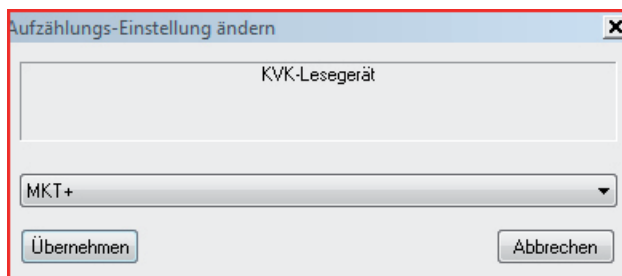 Aufzählungs-Einstellung ändern
KVK-Lesegerät
MKT+
Übernehmen
Abbrechen